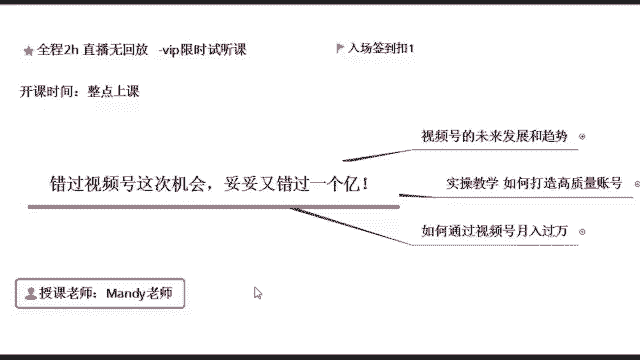 全程2h 直播无回放 -vip限时试听课
入场签到扣1
开课时间：整点上课
视频号的未来发展和趋势
错过视频号这次机会，妥妥又错过一个亿！
实操教学 如何打造高质量账号
如何通过视频号月入过万
授课老师：Mandy老师